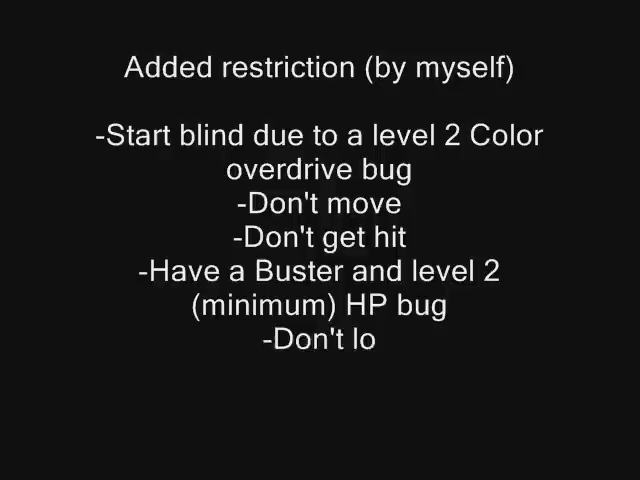 Added restriction (by myself)
-Start blind due to a level 2 Color
overdrive bug
-Don't move
-Don't get hit
-Have a Buster and level 2
(minimum) HP bug
-Don't lo